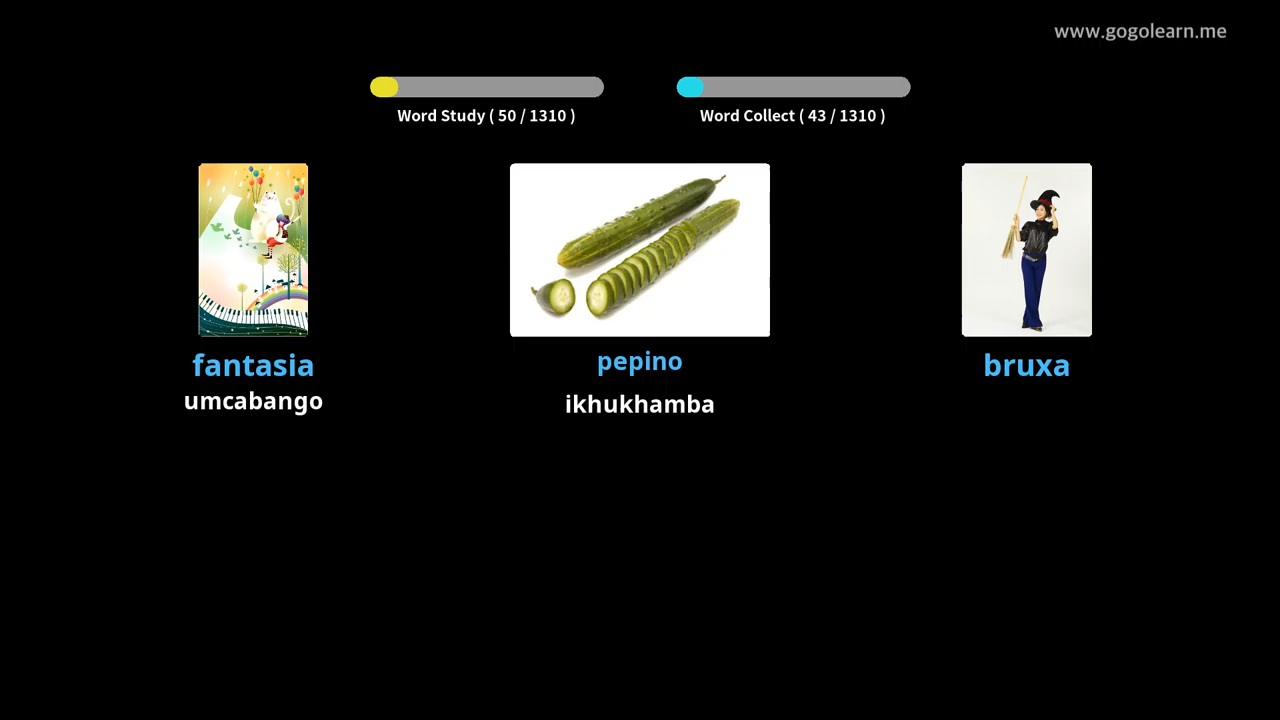 www.gogolearn.me
Word Study ( 50 / 1310 )
Word Collect ( 43 / 1310 )
fantasia
umcabango
pepino
ikhukhamba
bruxa